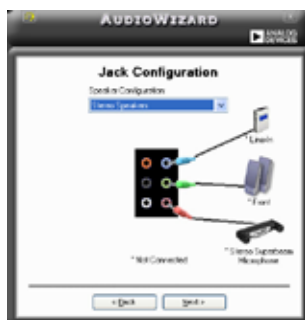 AUDIOWIZARD
ANALOG
DEVICES
Jack Configuration
Speaker Configuration
Stereo Speakers
* Line-In
* Front
* Not Connected
* Stereo Superbeam
Microphone
< Back
Next >